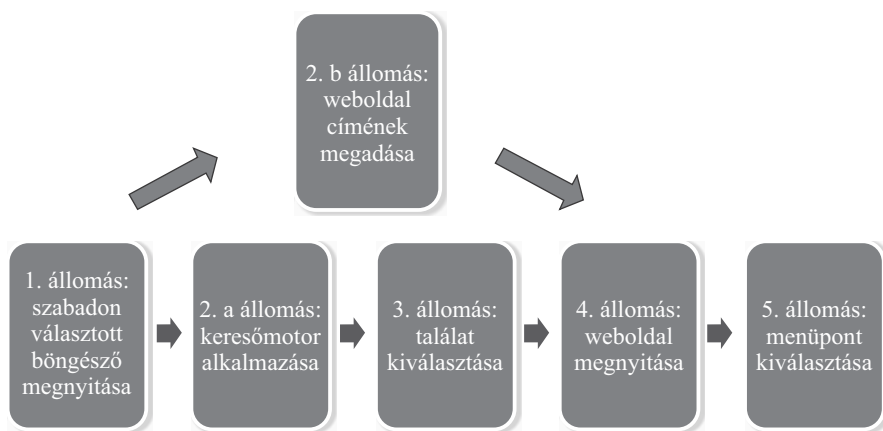 2. b állomás:
weboldal
címének
megadása
1. állomás:
szabadon
választott
böngésző
megnyitása
2. a állomás:
keresőmotor
alkalmazása
3. állomás:
találat
kiválasztása
4. állomás:
weboldal
megnyitása
5. állomás:
menüpont
kiválasztása